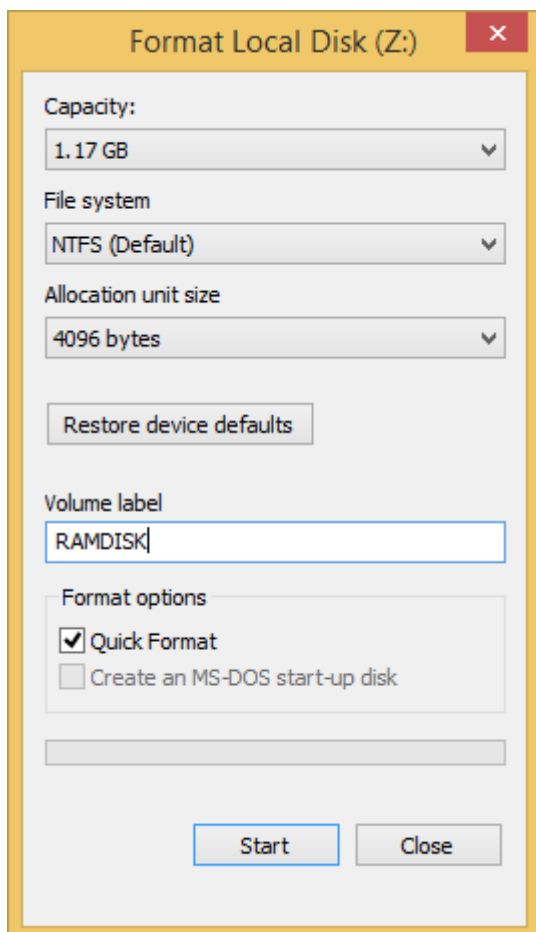 Format Local Disk (Z:)
Capacity:
1.17 GB
File system
NTFS (Default)
Allocation unit size
4096 bytes
Restore device defaults
Volume label
RAMDISK
Format options
Quick Format
Create an MS-DOS start-up disk
Start Close